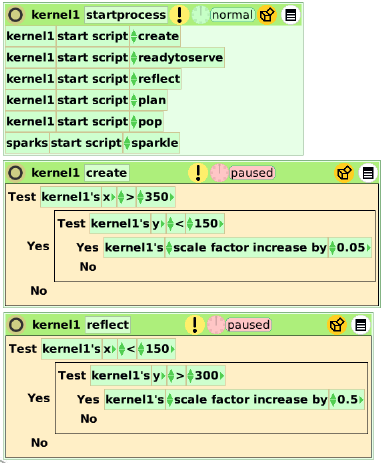 kernel1 startprocess ! normal
kernel1 start script create
kernel1 start script readytoserve
kernel1 start script reflect
kernel1 start script plan
kernel1 start script pop
sparks start script sparkle
kernel1 create ! paused
Test kernel1's x > 350
Test kernel1's y < 150
Yes Yes kernel1's scale factor increase by 0.05
No
No
kernel1 reflect ! paused
Test kernel1's x < 150
Test kernel1's y > 300
Yes Yes kernel1's scale factor increase by 0.5
No
No